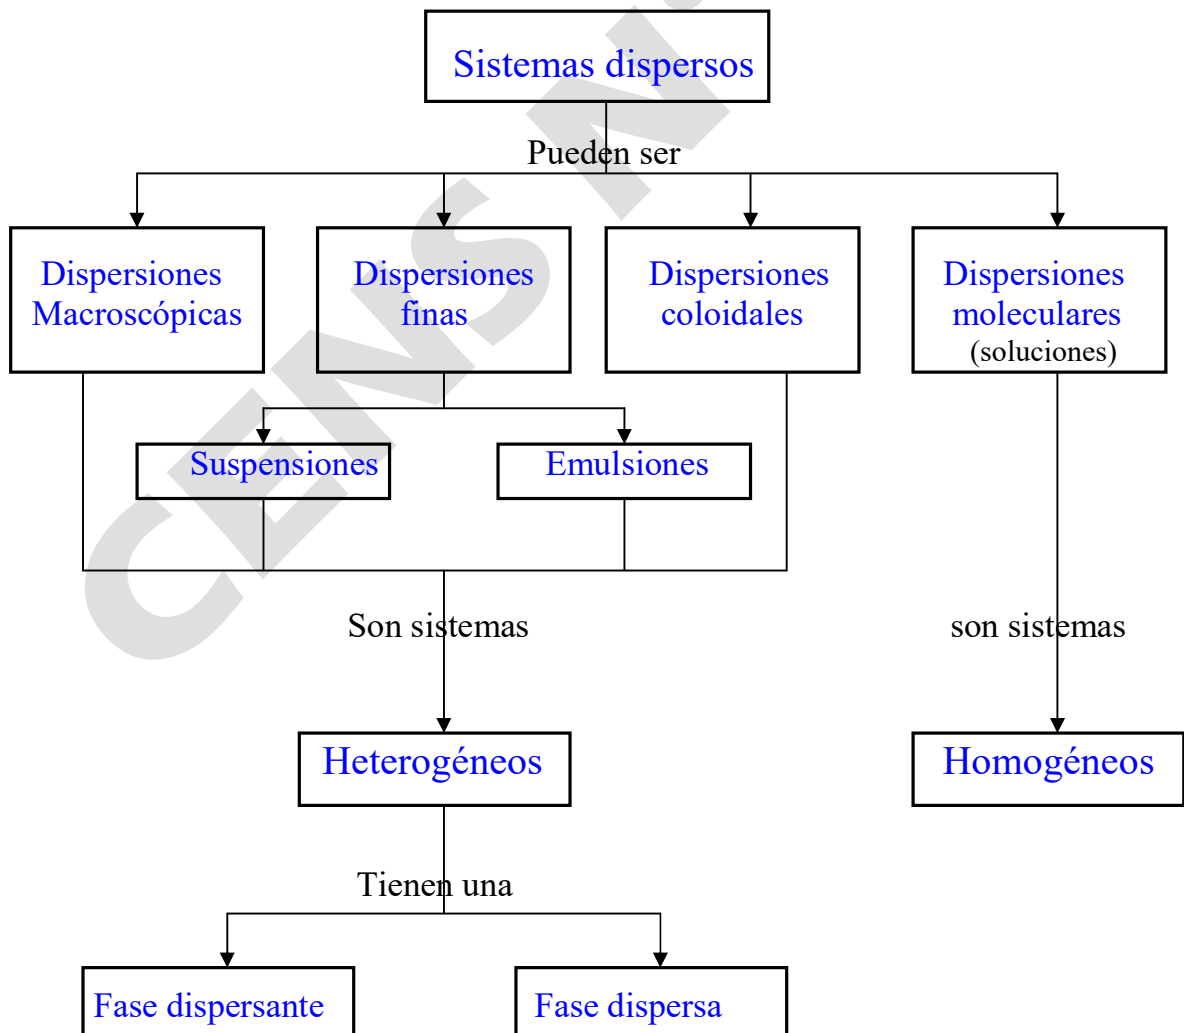 Sistemas dispersos
Pueden ser
Dispersiones
Macroscópicas
Dispersiones
finas
Dispersiones
coloidales
Dispersiones
moleculares
(soluciones)
Suspensiones
Emulsiones
Son sistemas
son sistemas
Heterogéneos
Homogéneos
Tienen una
Fase dispersante
Fase dispersa
CENS N